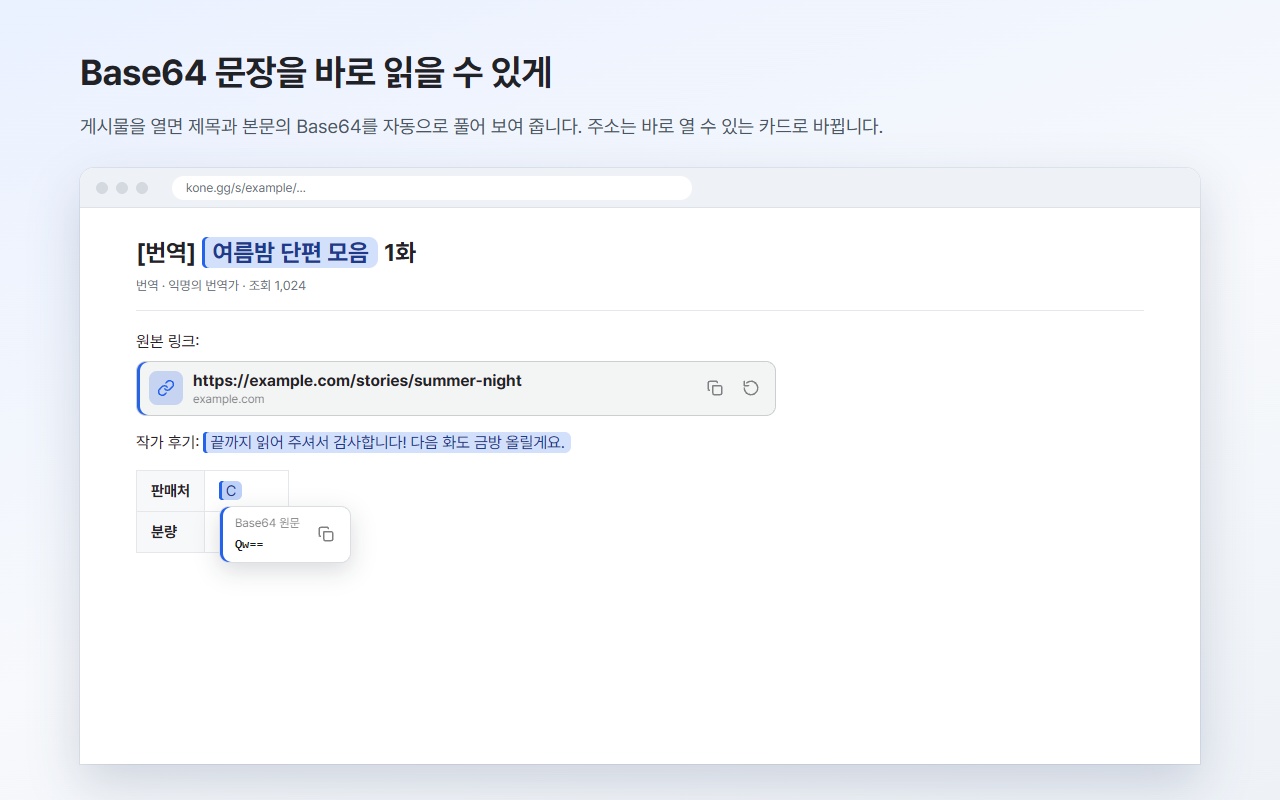 Base64 문장을 바로 읽을 수 있게
게시물을 열면 제목과 본문의 Base64를 자동으로 풀어 보여 줍니다. 주소는 바로 열 수 있는 카드로 바뀝니다.
kone.gg/s/example/...
[번역] 여름밤 단편 모음 1화
번역 · 익명의 번역가 · 조회 1,024
원본 링크:
https://example.com/stories/summer-night
example.com
작가 후기: 끝까지 읽어 주셔서 감사합니다! 다음 화도 금방 올릴게요.
판매처 C
분량
Base64 원문
Qw==